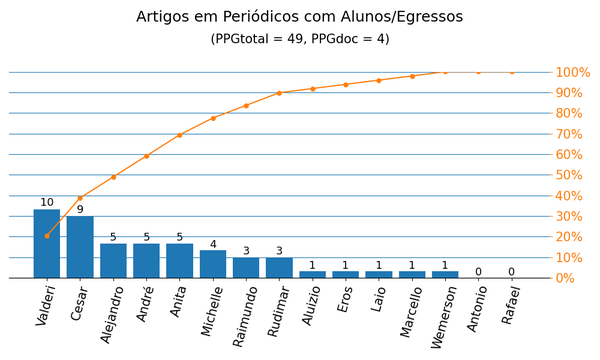 Artigos em Periódicos com Alunos/Egressos
(PPGtotal = 49, PPGdoc = 4)
100%
90%
80%
70%
60%
50%
40%
30%
20%
10%
0%
10
9
5
5
5
4
3
3
1
1
1
1
1
0
0
Valderi
Cesar
Alejandro
André
Anita
Michelle
Raimundo
Rudimar
Aluizio
Eros
Laio
Marcello
Wemerson
Antonio
Rafael